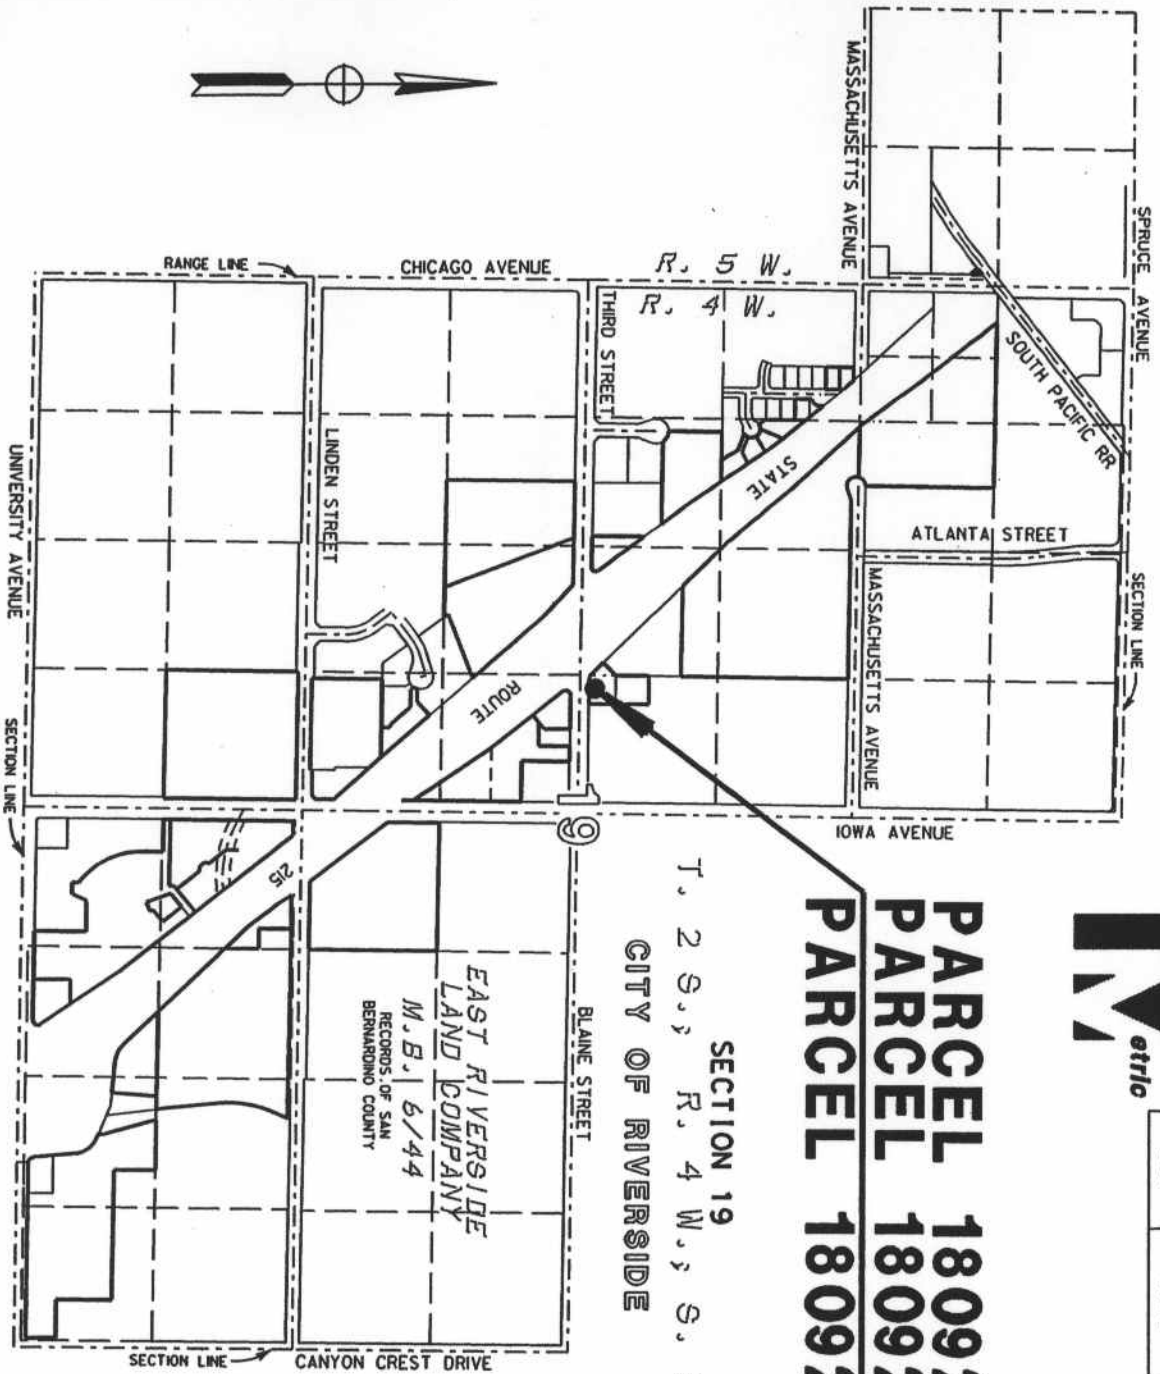 MASSACHUSETTS AVENUE
SPRUCE AVENUE
RANGE LINE
CHICAGO AVENUE
R. 5 W.
R. 4 W.
THIRD STREET
SOUTH PACIFIC RR
UNIVERSITY AVENUE
LINDEN STREET
STATE
ATLANTA STREET
SECTION LINE
MASSACHUSETTS AVENUE
ROUTE
SECTION LINE
19
IOWA AVENUE
215
etric
PARCEL 1809
PARCEL 1809
PARCEL 1809
SECTION 19
T. 2 S., R. 4 W., S.
CITY OF RIVERSIDE
BLAINE STREET
EAST RIVERSIDE
LAND COMPANY
M.B. 6/44
RECORDS OF SAN
BERNARDINO COUNTY
SECTION LINE
CANYON CREST DRIVE